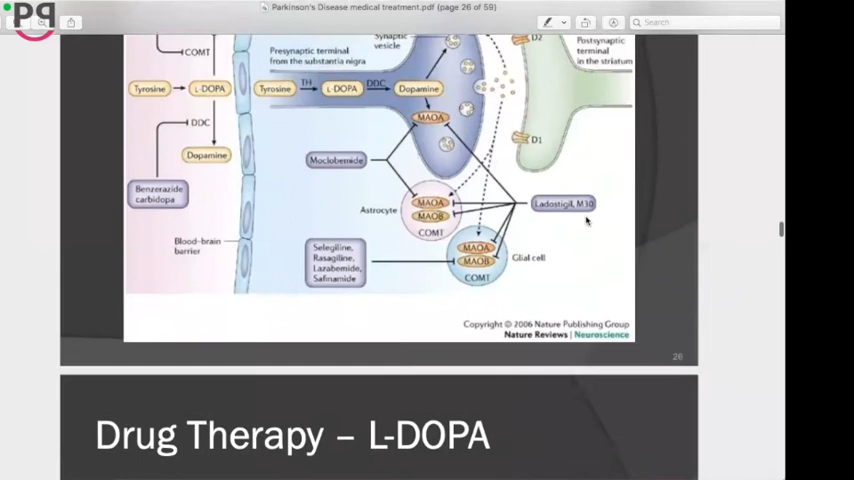 Parkinson's Disease medical treatment.pdf (page 26 of 59)
PQ
Search
COMT
Presynaptic terminal
from the substantia nigra
Synaptic
vesicle
D2
Postsynaptic
terminal
in the striatum
Tyrosine
L-DOPA
Tyrosine
TH
L-DOPA
DDC
Dopamine
DDC
MAOA
D1
Dopamine
Moclobemide
Benzerazide
carbidopa
Astrocyte
MAOA
MAOB
COMT
Ladostigil, M30
Blood–brain
barrier
Selegiline,
Rasagiline,
Lazabemide,
Safinamide
MAOA
MAOB
COMT
Glial cell
Copyright © 2006 Nature Publishing Group
Nature Reviews | Neuroscience
26
Drug Therapy – L-DOPA